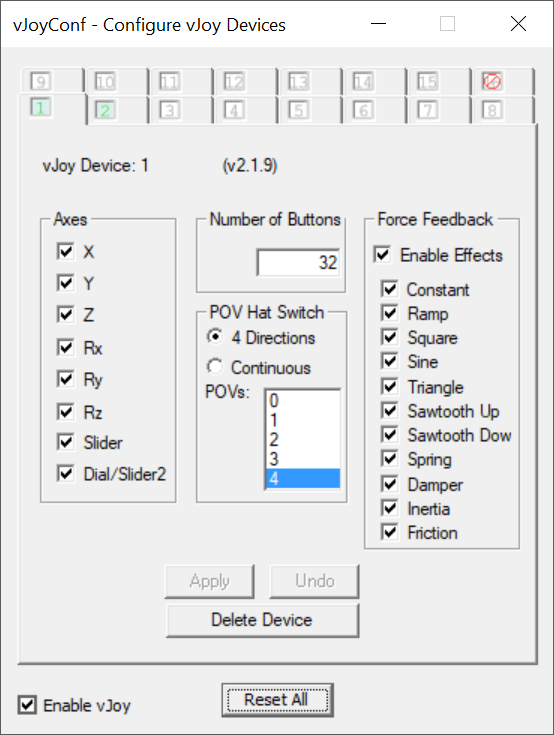 vJoyConf - Configure vJoy Devices
9 10 11 12 13 14 15
1 2 3 4 5 6 7 8
vJoy Device: 1 (v2.1.9)
Axes
X
Y
Z
Rx
Ry
Rz
Slider
Dial/Slider2
Number of Buttons
32
POV Hat Switch
4 Directions
Continuous
POVs:
0
1
2
3
4
Force Feedback
Enable Effects
Constant
Ramp
Square
Sine
Triangle
Sawtooth Up
Sawtooth Dow
Spring
Damper
Inertia
Friction
Apply Undo
Delete Device
Enable vJoy Reset All